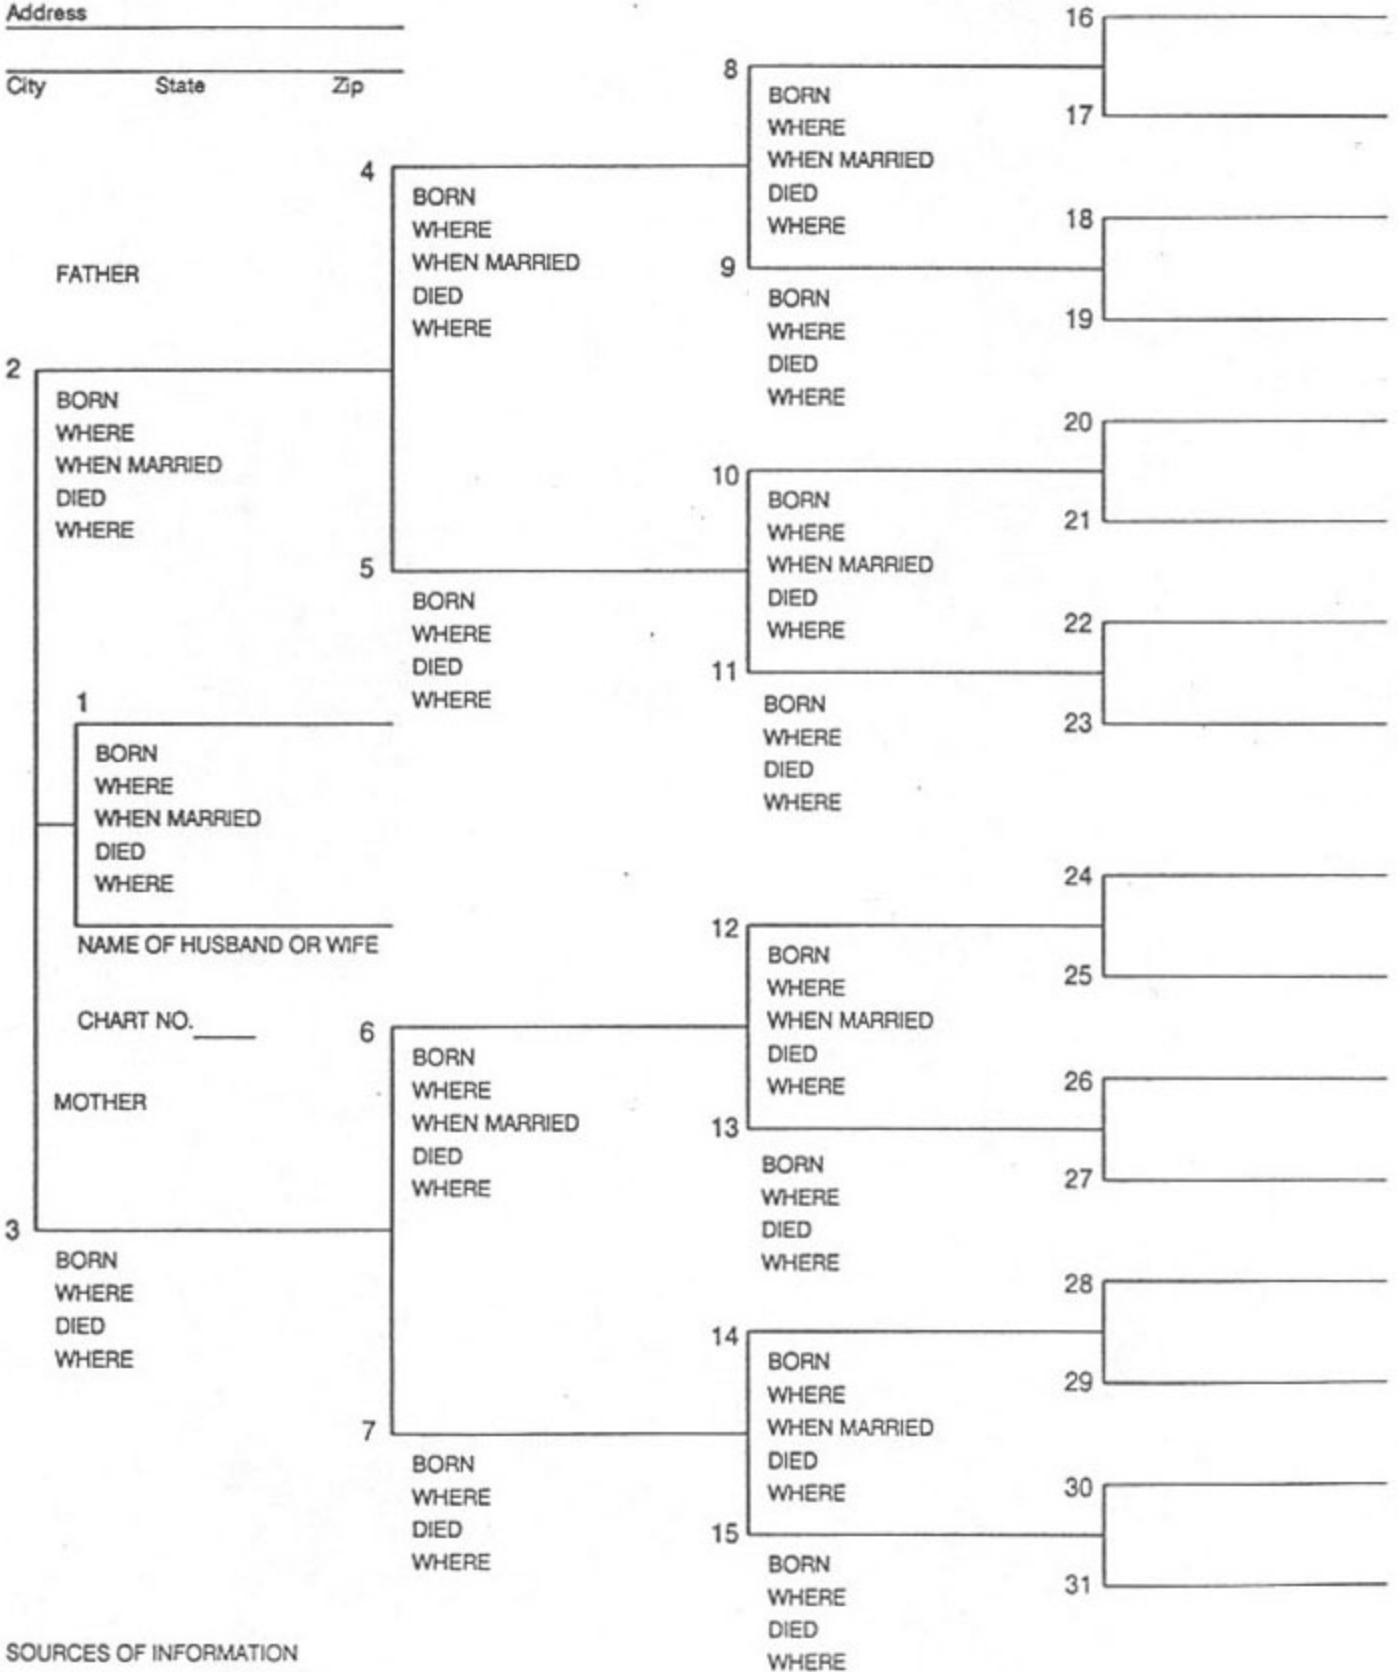 Address
City State Zip
FATHER
2
BORN
WHERE
WHEN MARRIED
DIED
WHERE
1
BORN
WHERE
WHEN MARRIED
DIED
WHERE
NAME OF HUSBAND OR WIFE
CHART NO.
MOTHER
3
BORN
WHERE
DIED
WHERE
4
BORN
WHERE
WHEN MARRIED
DIED
WHERE
5
BORN
WHERE
DIED
WHERE
6
BORN
WHERE
WHEN MARRIED
DIED
WHERE
7
BORN
WHERE
DIED
WHERE
8
BORN
WHERE
WHEN MARRIED
DIED
WHERE
9
BORN
WHERE
DIED
WHERE
10
BORN
WHERE
WHEN MARRIED
DIED
WHERE
11
BORN
WHERE
DIED
WHERE
12
BORN
WHERE
WHEN MARRIED
DIED
WHERE
13
BORN
WHERE
DIED
WHERE
14
BORN
WHERE
WHEN MARRIED
DIED
WHERE
15
BORN
WHERE
DIED
WHERE
16
17
18
19
20
21
22
23
24
25
26
27
28
29
30
31
SOURCES OF INFORMATION